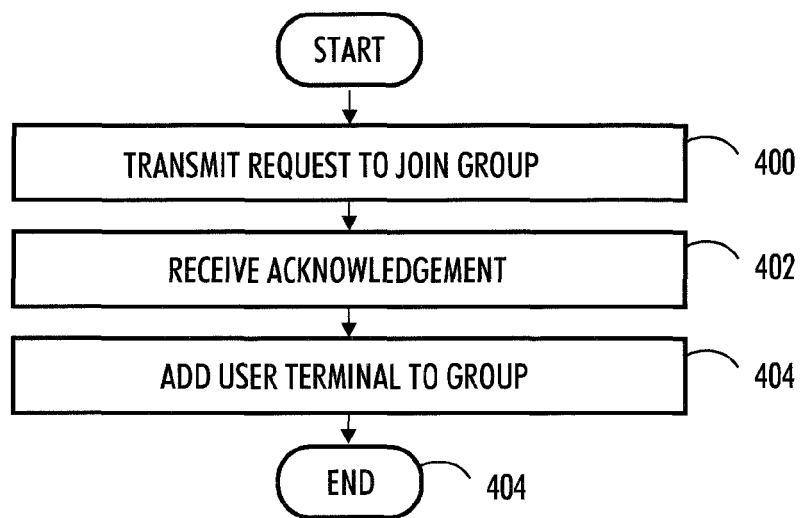 START
TRANSMIT REQUEST TO JOIN GROUP
400
RECEIVE ACKNOWLEDGEMENT
402
ADD USER TERMINAL TO GROUP
404
END
404